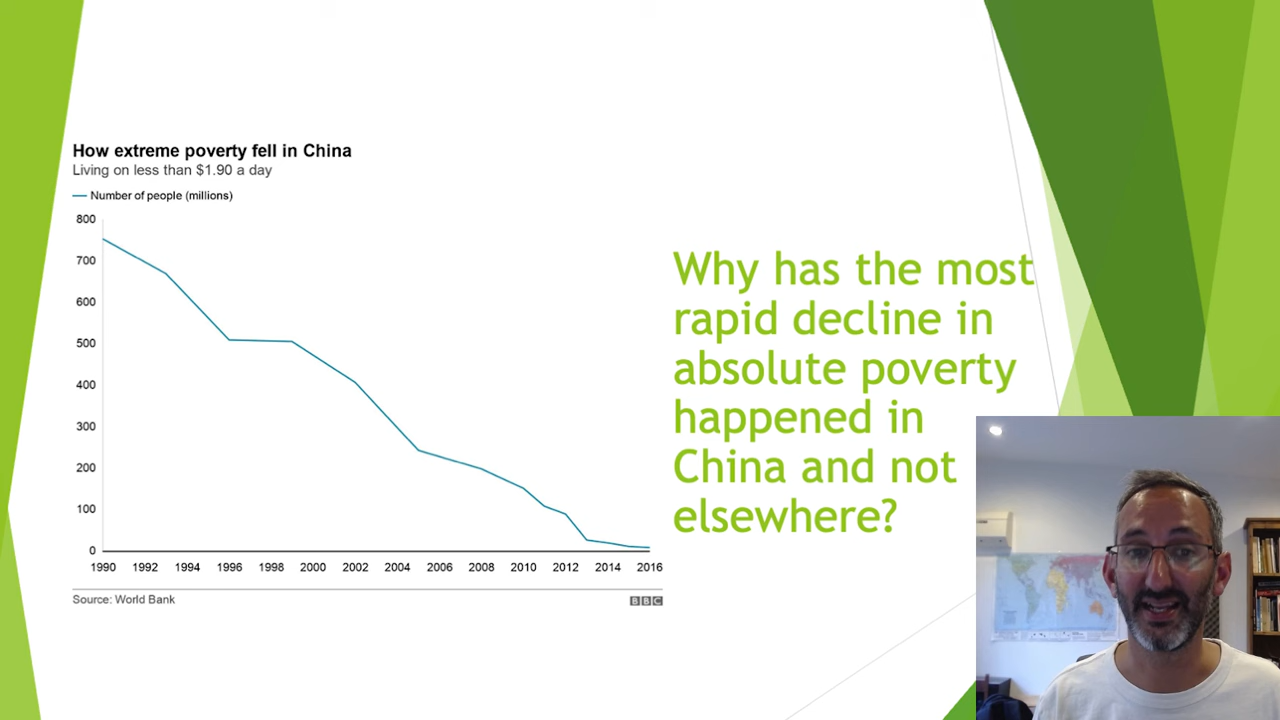 How extreme poverty fell in China
Living on less than $1.90 a day
Number of people (millions)
800
700
600
500
400
300
200
100
0
1990 1992 1994 1996 1998 2000 2002 2004 2006 2008 2010 2012 2014 2016
Source: World Bank
BBC
Why has the most
rapid decline in
absolute poverty
happened in
China and not
elsewhere?